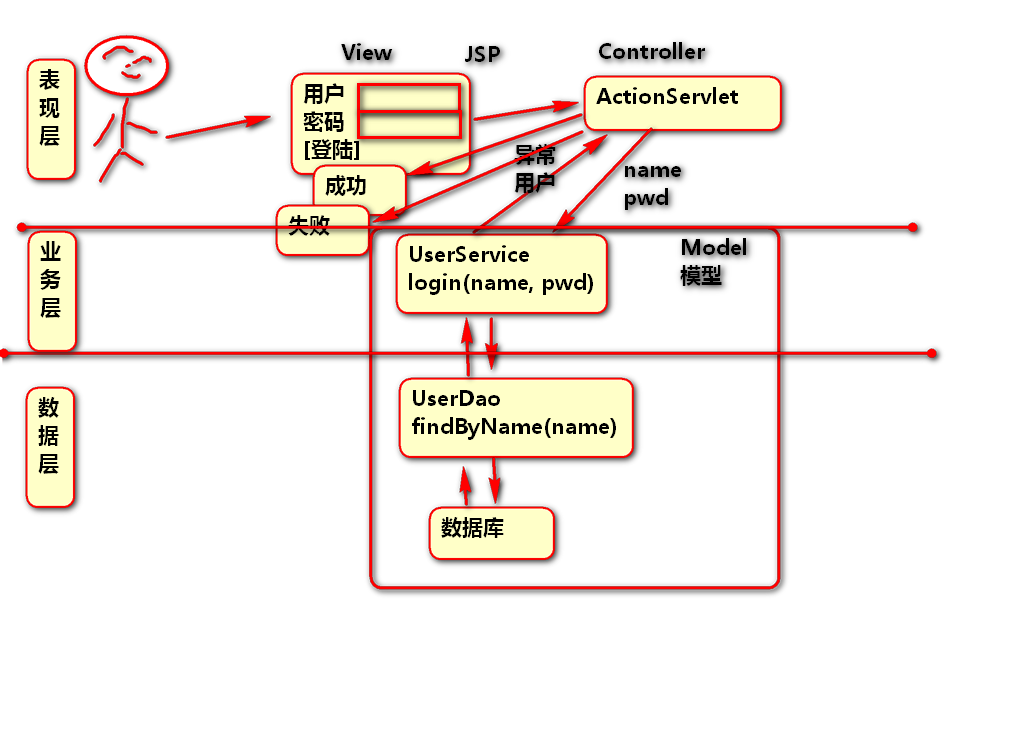 View
JSP
Controller
表
现
层
用户
密码
[登陆]
ActionServlet
成功
失败
异常
用户
name
pwd
业
务
层
UserService
login(name, pwd)
Model
模型
数
据
层
UserDao
findByName(name)
数据库